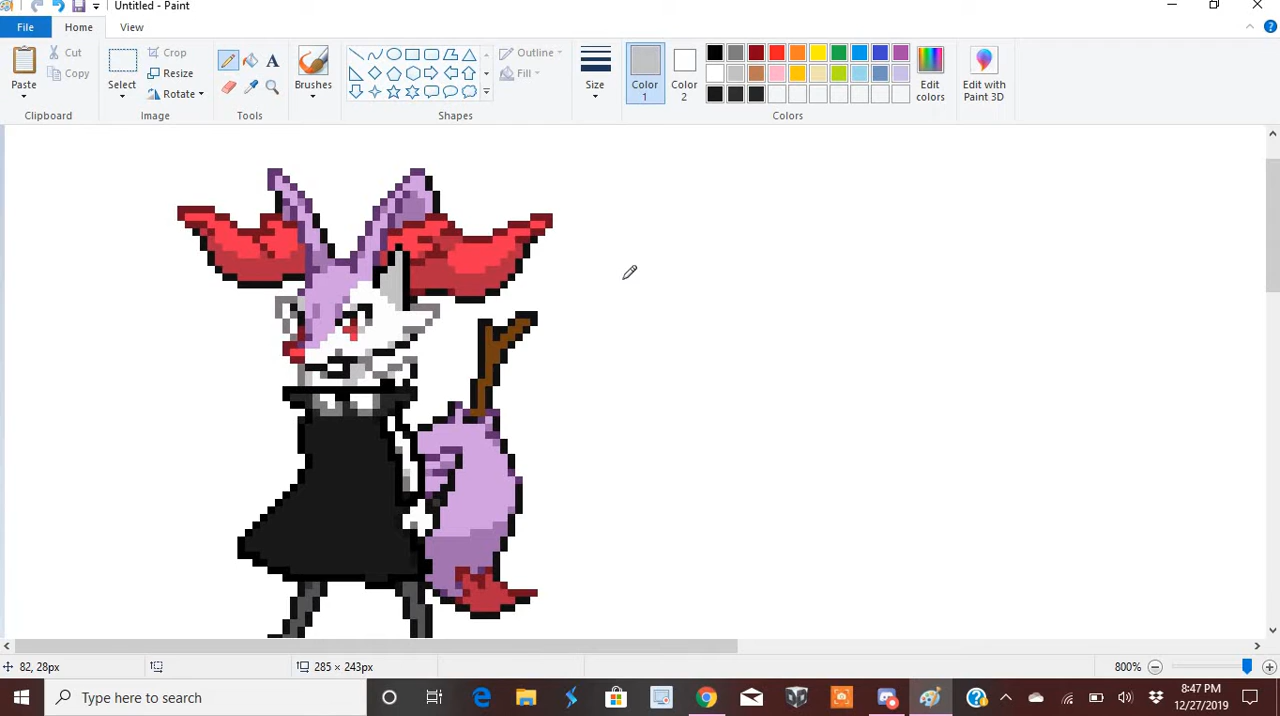 Untitled - Paint
File Home View
Paste Cut Copy Select Crop Resize Rotate A Brushes Outline Fill Size Color 1 Color 2 Edit colors Edit with Paint 3D
Clipboard Image Tools Shapes Colors
82, 28px 285 × 243px 800%
Type here to search 8:47 PM
12/27/2019